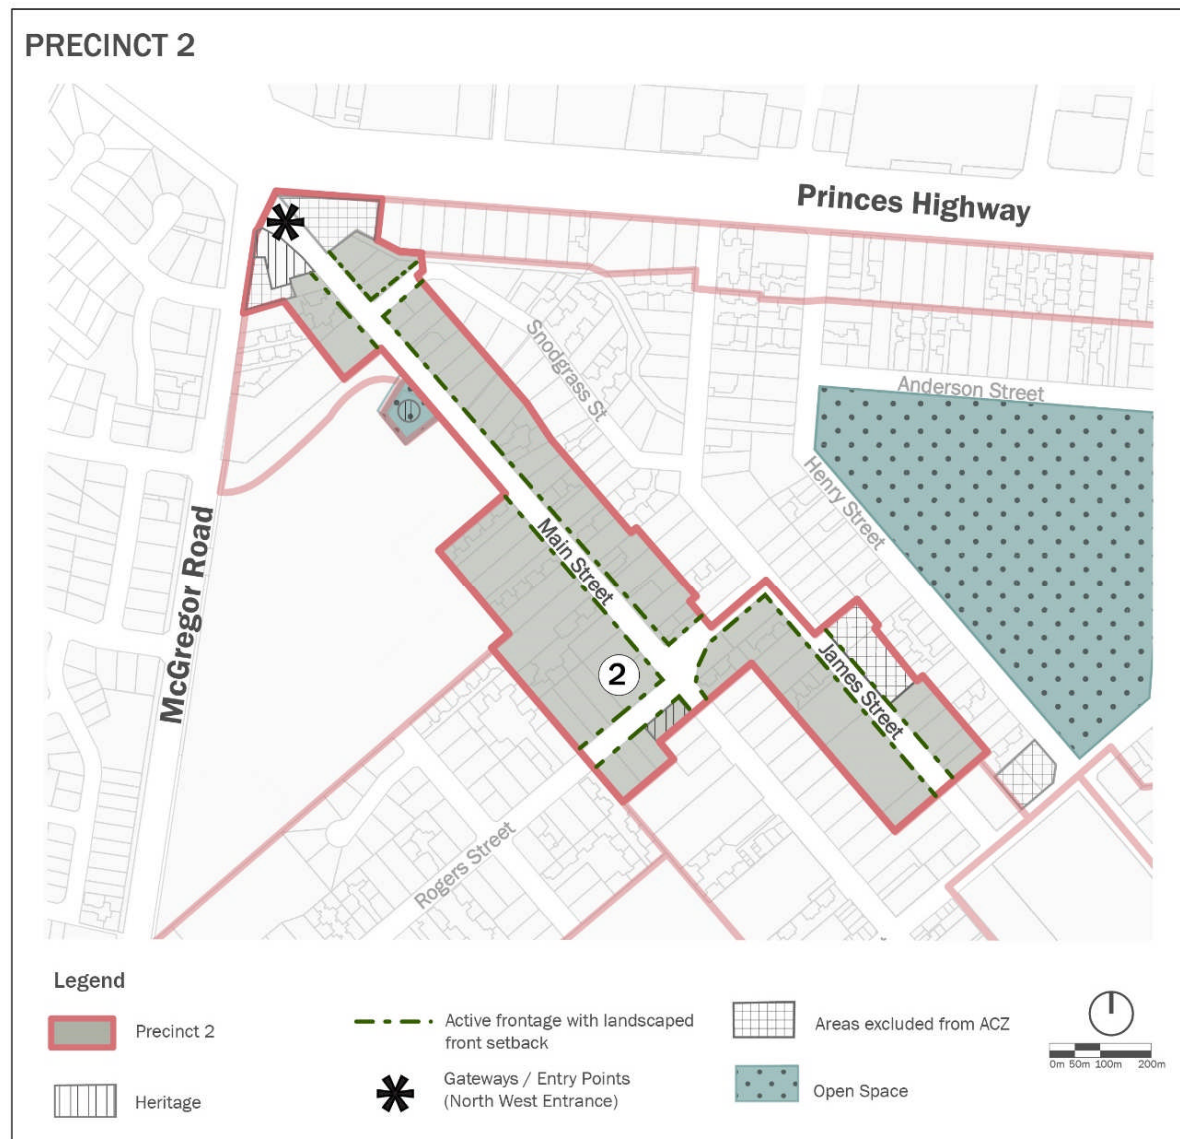 PRECINCT 2
Princes Highway
Anderson Street
Snodgrass St
Henry Street
McGregor Road
Main Street
2
James Street
Rogers Street
Legend
Precinct 2
Heritage
Active frontage with landscaped
front setback
Gateways / Entry Points
(North West Entrance)
Areas excluded from ACZ
Open Space
0m 50m 100m 200m